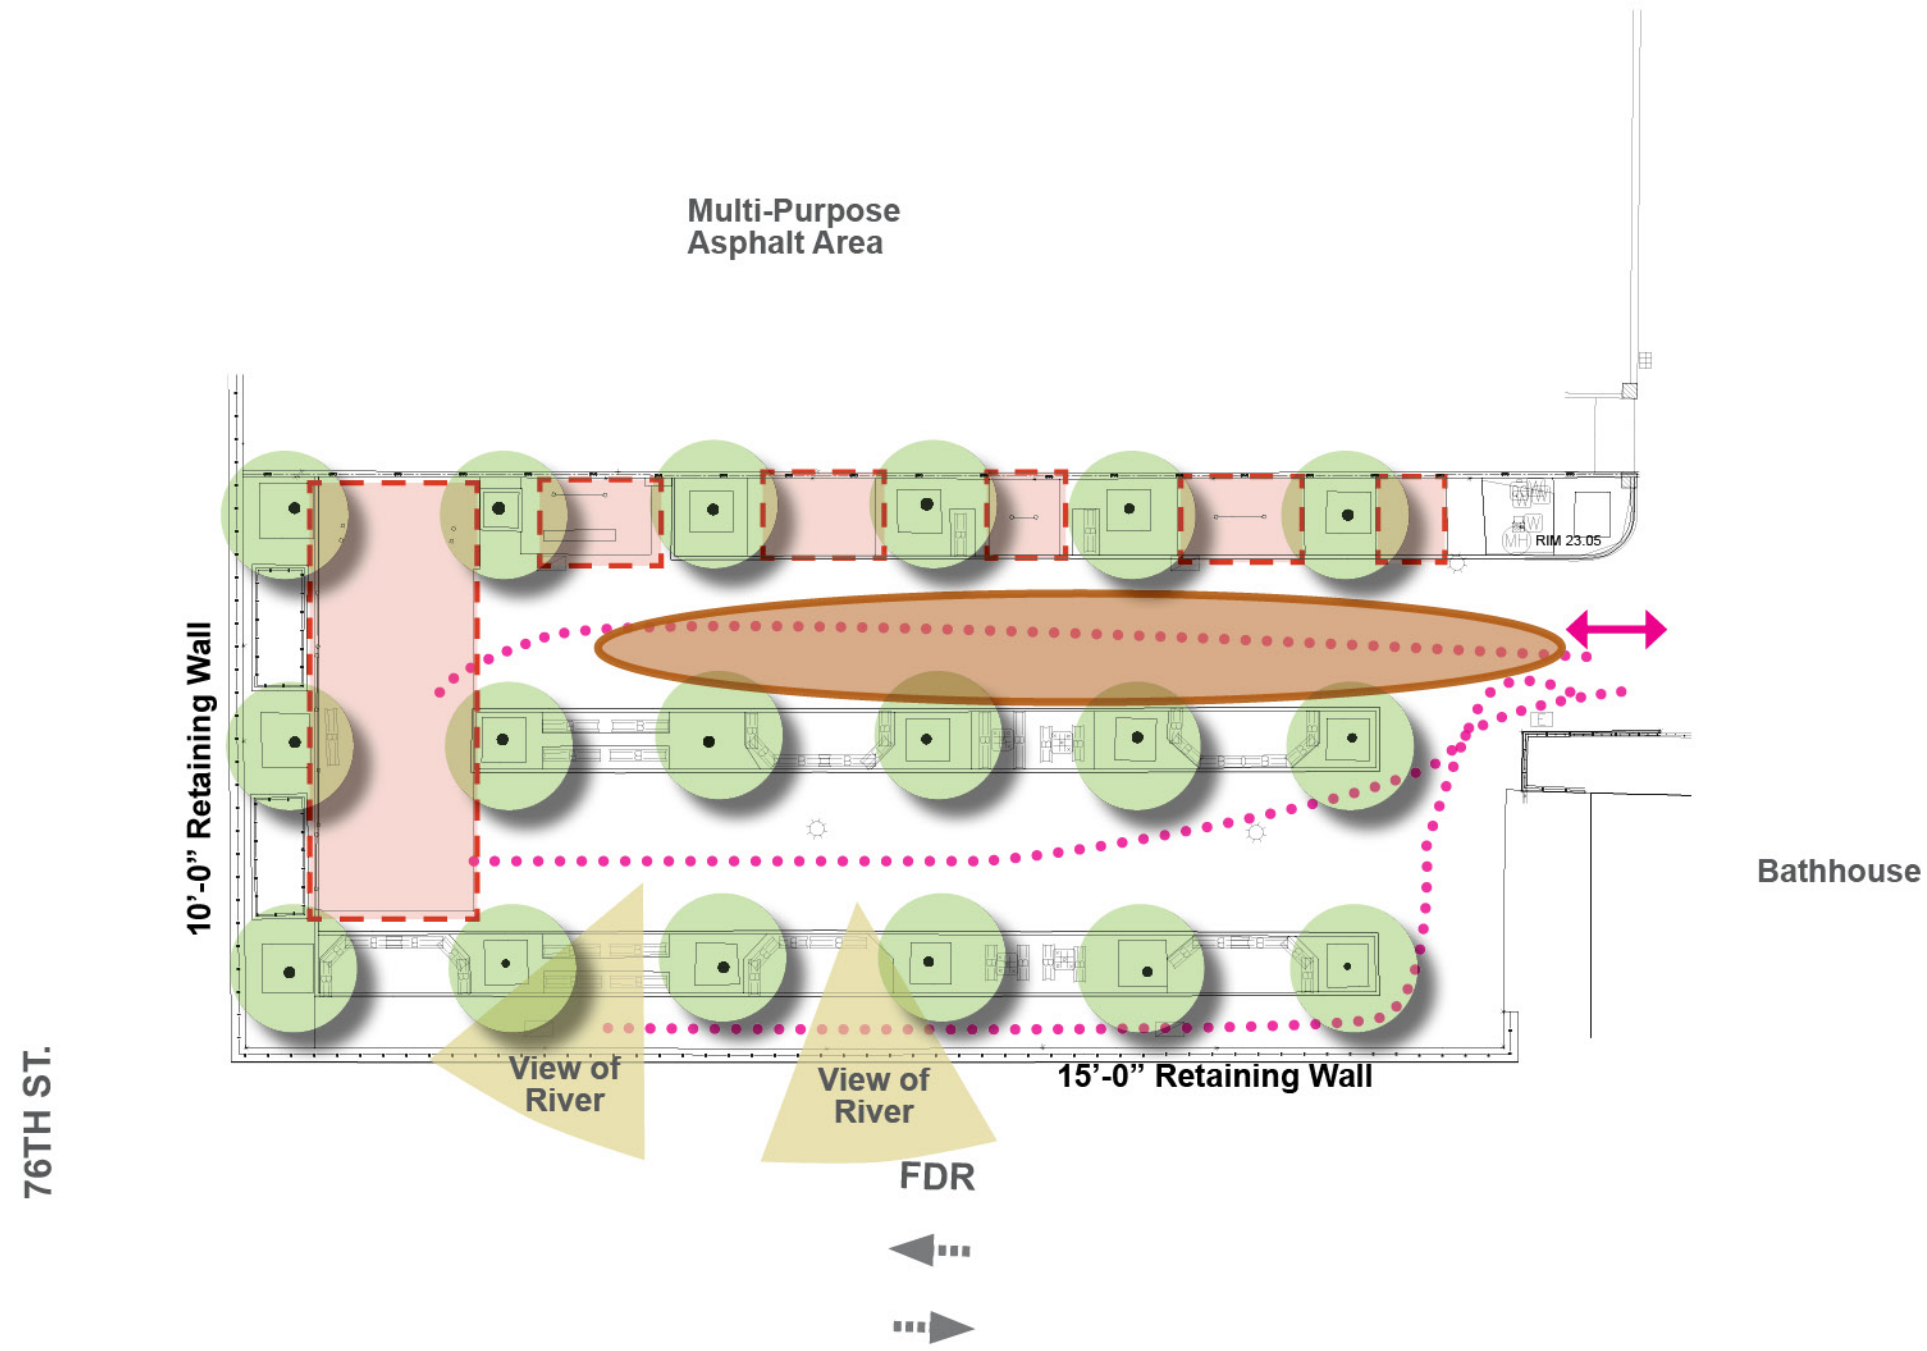 Multi-Purpose
Asphalt Area
MH
RIM 23.05
10’-0” Retaining Wall
E
Bathhouse
View of
River
View of
River
15’-0” Retaining Wall
76TH ST.
FDR